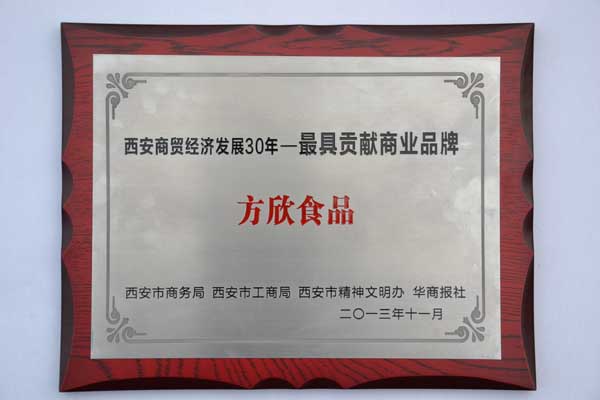 西安商贸经济发展30年—最具贡献商业品牌
方欣食品
西安市商务局 西安市工商局 西安市精神文明办 华商报社
二〇一三年十一月